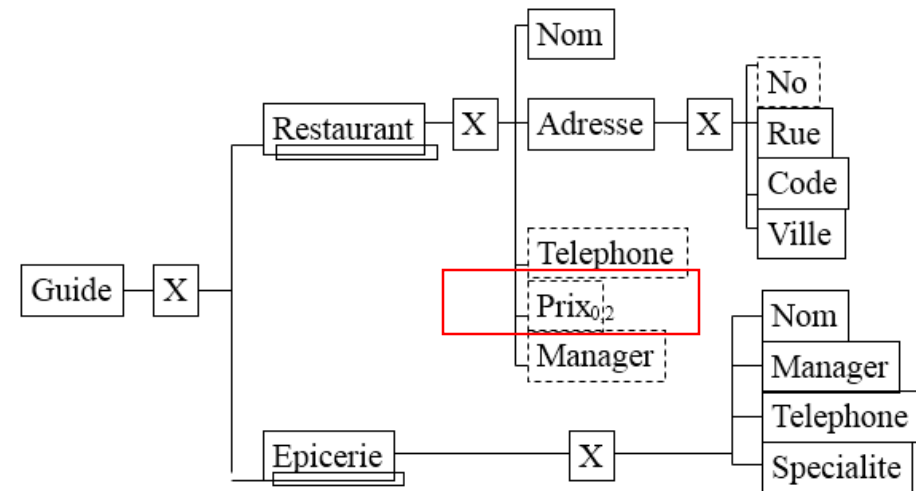 Nom
No
Restaurant X Adresse X Rue
Code
Ville
Telephone
Guide X
Prix0,2
Nom
Manager
Manager
Telephone
Epicerie X
Specialite